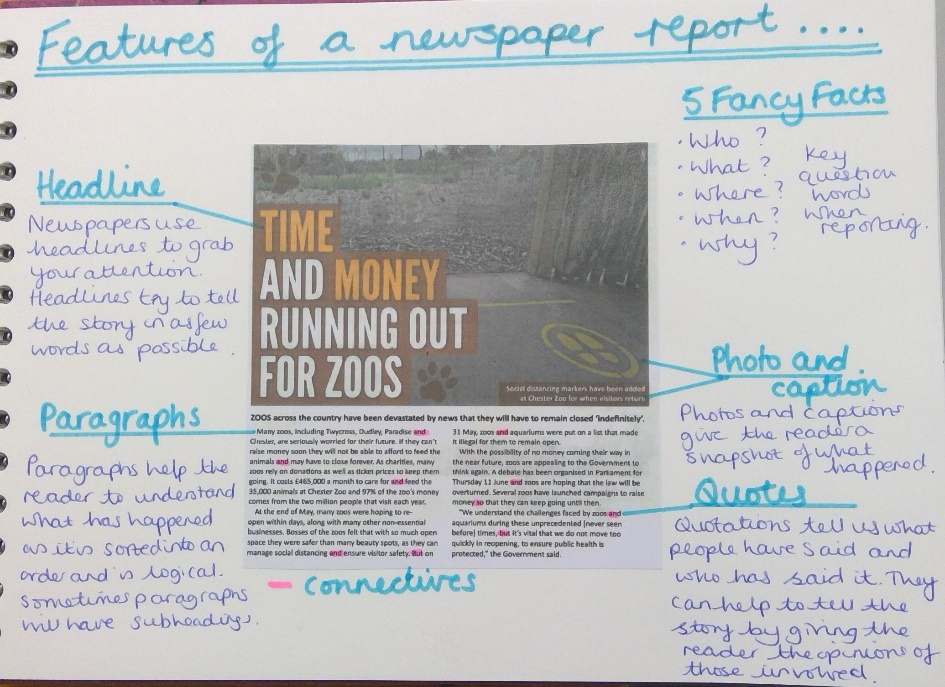 Features of a newspaper report ....
5 Fancy Facts
• Who ?
• What ?
• where ?
• when ?
• why ?
Key
question
words
when
reporting.
Headline
Newspapers use
headlines to grab
your attention.
Headlines try to tell
the story in as few
words as possible.
TIME
AND MONEY
RUNNING OUT
FOR ZOOS
Social distancing markers have been added
at Chester Zoo for when visitors return
Photo and
caption
Photos and captions
give the reader a
snapshot of what
happened.
Paragraphs
Paragraphs help the
reader to understand
what has happened
as it is sorted into an
order and is logical.
Sometimes paragraphs
will have subheadings.
ZOOS across the country have been devastated by news that they will have to remain closed 'indefinitely'.
Many zoos, including Twycross, Dudley, Paradise and
Chester, are seriously worried for their future. If they can't
raise money soon they will not be able to afford to feed the
animals and may have to close forever. As charities, many
zoos rely on donations as well as ticket prices to keep them
going. It costs £465,000 a month to care for and feed the
35,000 animals at Chester Zoo and 97% of the zoo's money
comes from the two million people that visit each year.
At the end of May, many zoos were hoping to re-
open within days, along with many other non-essential
businesses. Bosses of the zoos felt that with so much open
space they were safer than many beauty spots, as they can
manage social distancing and ensure visitor safety. But on
31 May, zoos and aquariums were put on a list that made
it illegal for them to remain open.
With the possibility of no money coming their way in
the near future, zoos are appealing to the Government to
think again. A debate has been organised in Parliament for
Thursday 11 June and zoos are hoping that the law will be
overturned. Several zoos have launched campaigns to raise
money so that they can keep going until then.
"We understand the challenges faced by zoos and
aquariums during these unprecedented [never seen
before] times, but it's vital that we do not move too
quickly in reopening, to ensure public health is
protected," the Government said.
Quotes
Quotations tell us what
people have said and
who has said it. They
can help to tell the
story by giving the
reader the opinions of
those involved.
– connectives